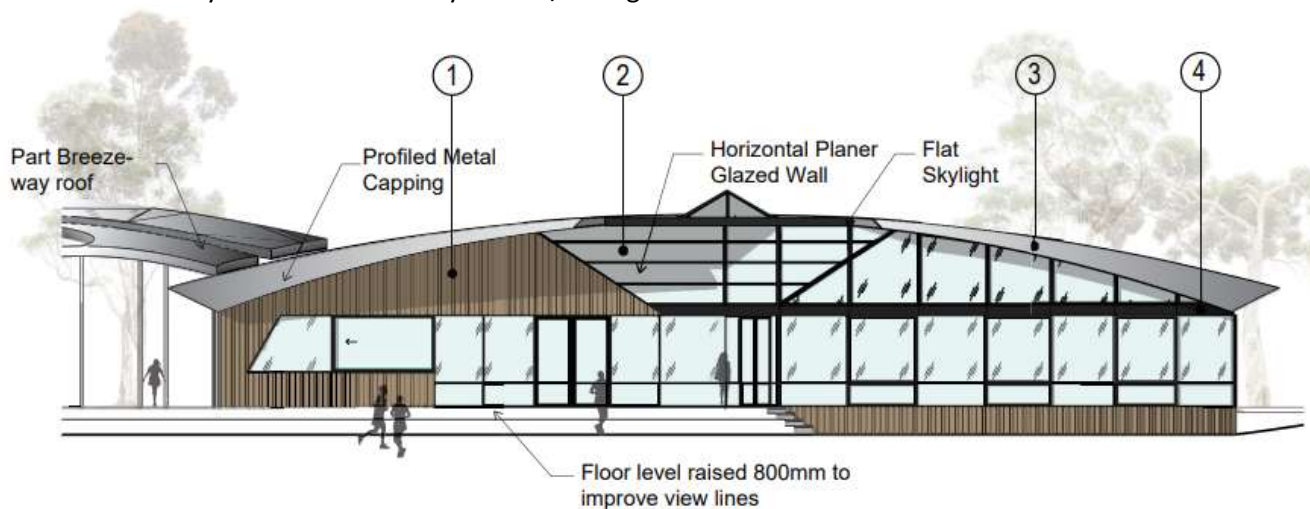 1
2
3
4
Part Breeze-
way roof
Profiled Metal
Capping
Horizontal Planer
Glazed Wall
Flat
Skylight
Floor level raised 800mm to
improve view lines